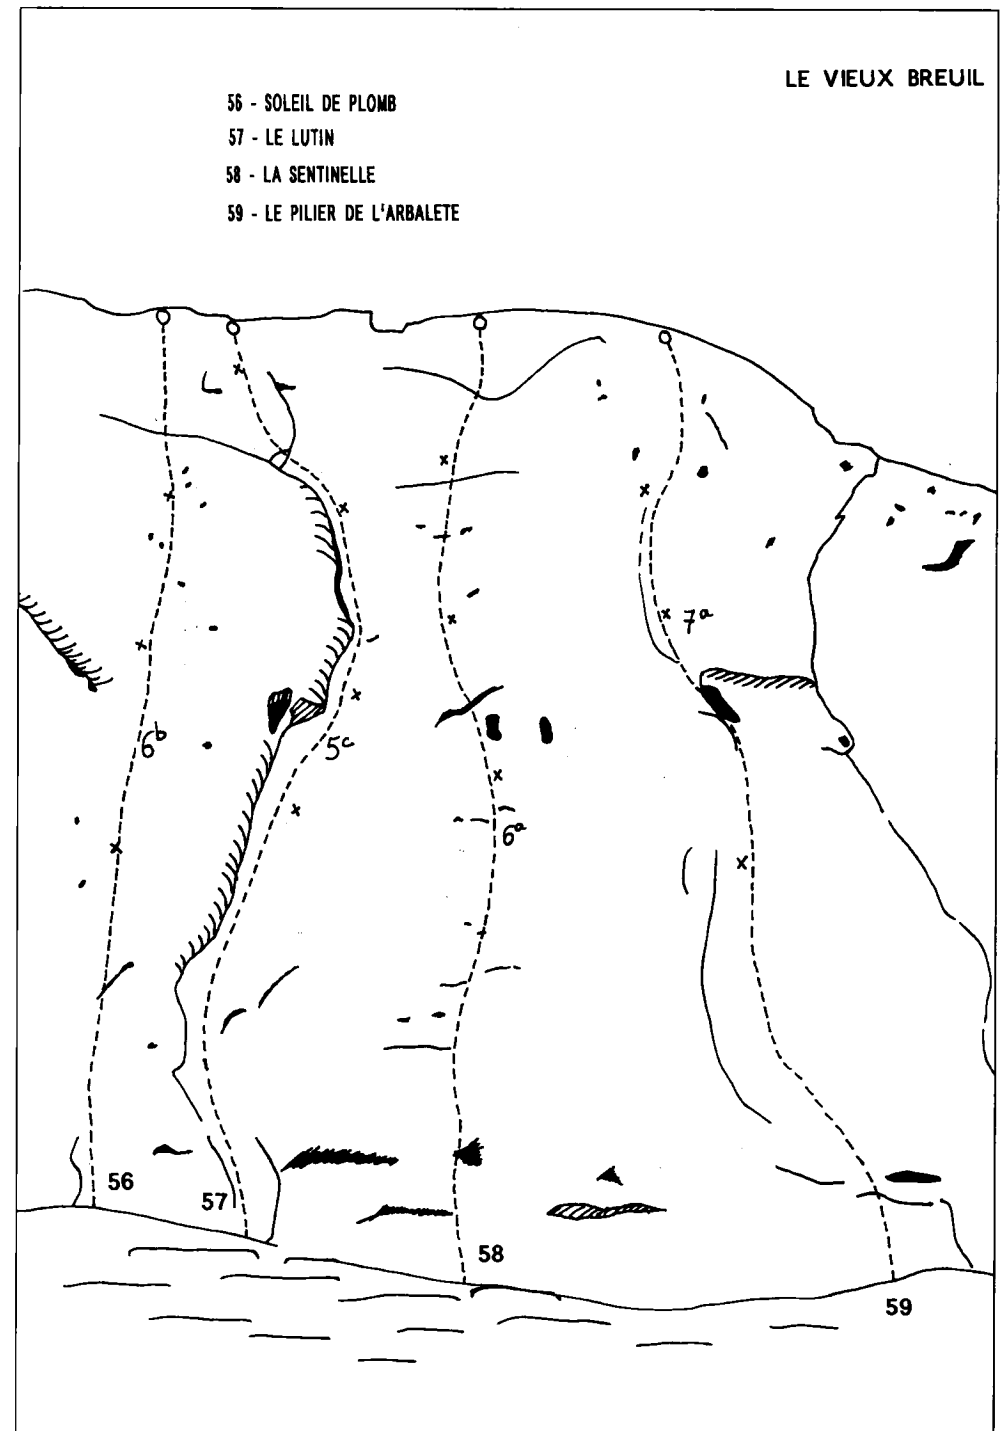 LE VIEUX BREUIL
56 - SOLEIL DE PLOMB
57 - LE LUTIN
58 - LA SENTINELLE
59 - LE PILIER DE L'ARBALETE
7a
6b
5c
6a
56
57
58
59